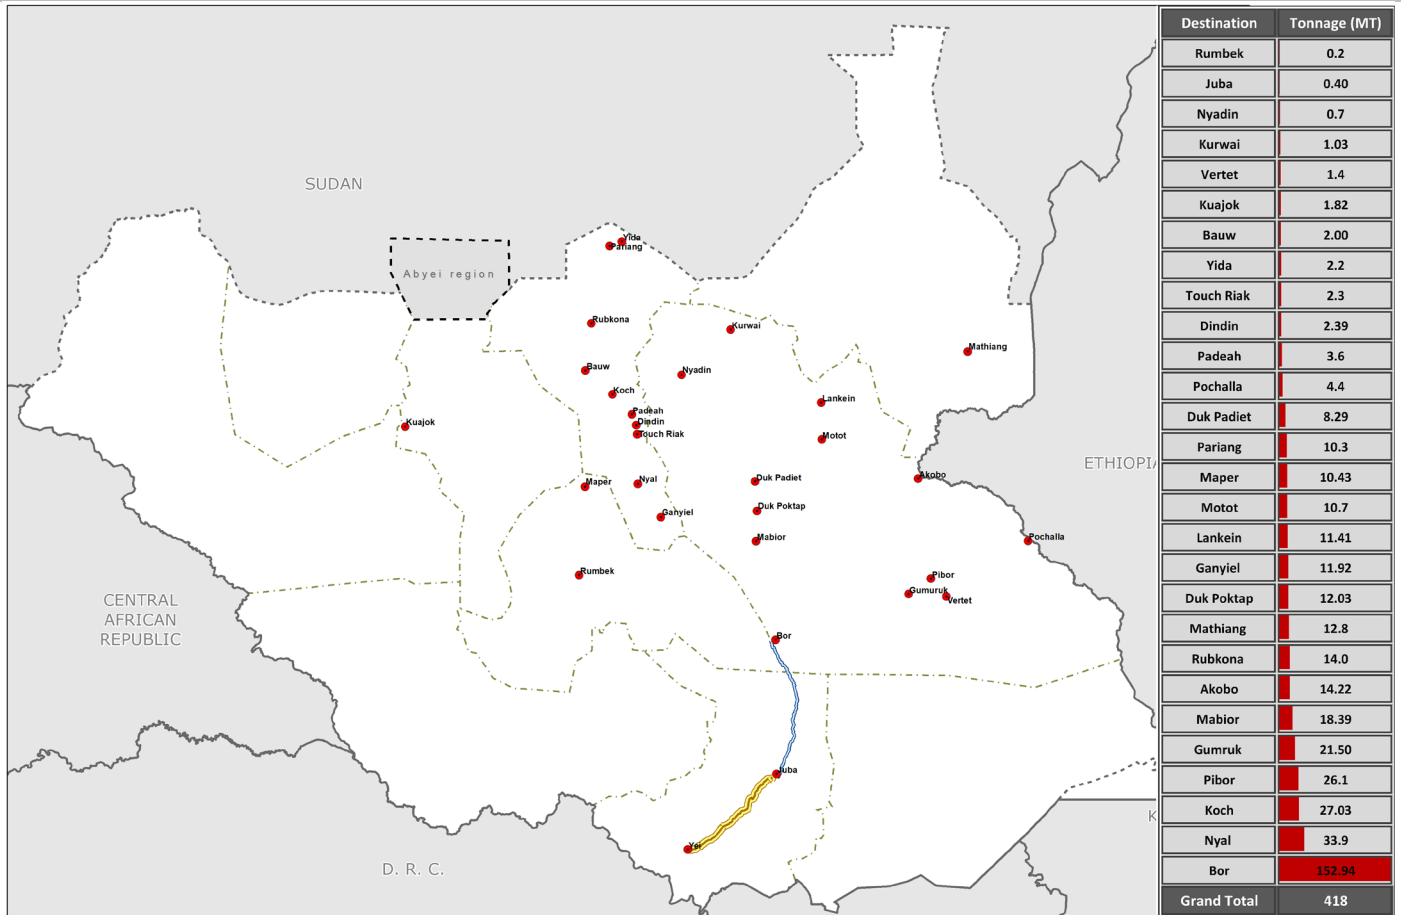 SUDAN
Abyei region
Yida
Pariang
Rubkona
Kurwai
Mathiang
Bauw
Nyadin
Koch
Lankein
Padeah
Dindin
Touch Riak
Kuajok
Motot
Akobo
ETHIOPIA
Maper
Nyal
Duk Padiet
Duk Poktap
Ganyiel
Mabior
Pochalla
Rumbek
Pibor
Gumuruk
Vertet
CENTRAL
AFRICAN
REPUBLIC
Bor
Juba
K
Yei
D. R. C.
Destination Tonnage (MT)
Rumbek 0.2
Juba 0.40
Nyadin 0.7
Kurwai 1.03
Vertet 1.4
Kuajok 1.82
Bauw 2.00
Yida 2.2
Touch Riak 2.3
Dindin 2.39
Padeah 3.6
Pochalla 4.4
Duk Padiet 8.29
Pariang 10.3
Maper 10.43
Motot 10.7
Lankein 11.41
Ganyiel 11.92
Duk Poktap 12.03
Mathiang 12.8
Rubkona 14.0
Akobo 14.22
Mabior 18.39
Gumruk 21.50
Pibor 26.1
Koch 27.03
Nyal 33.9
Bor 152.94
Grand Total 418